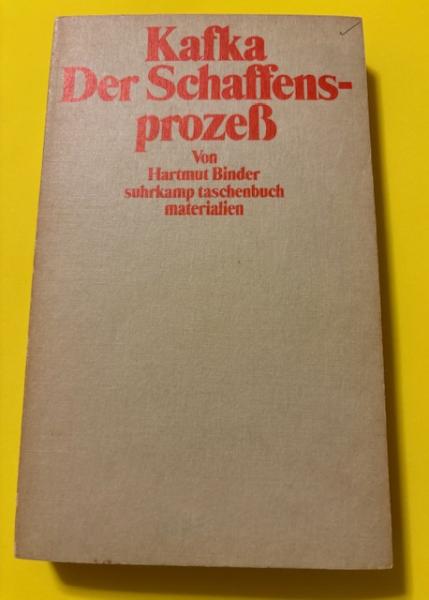 Kafka
Der Schaffens-
prozeß
Von
Hartmut Binder
suhrkamp taschenbuch
materialien